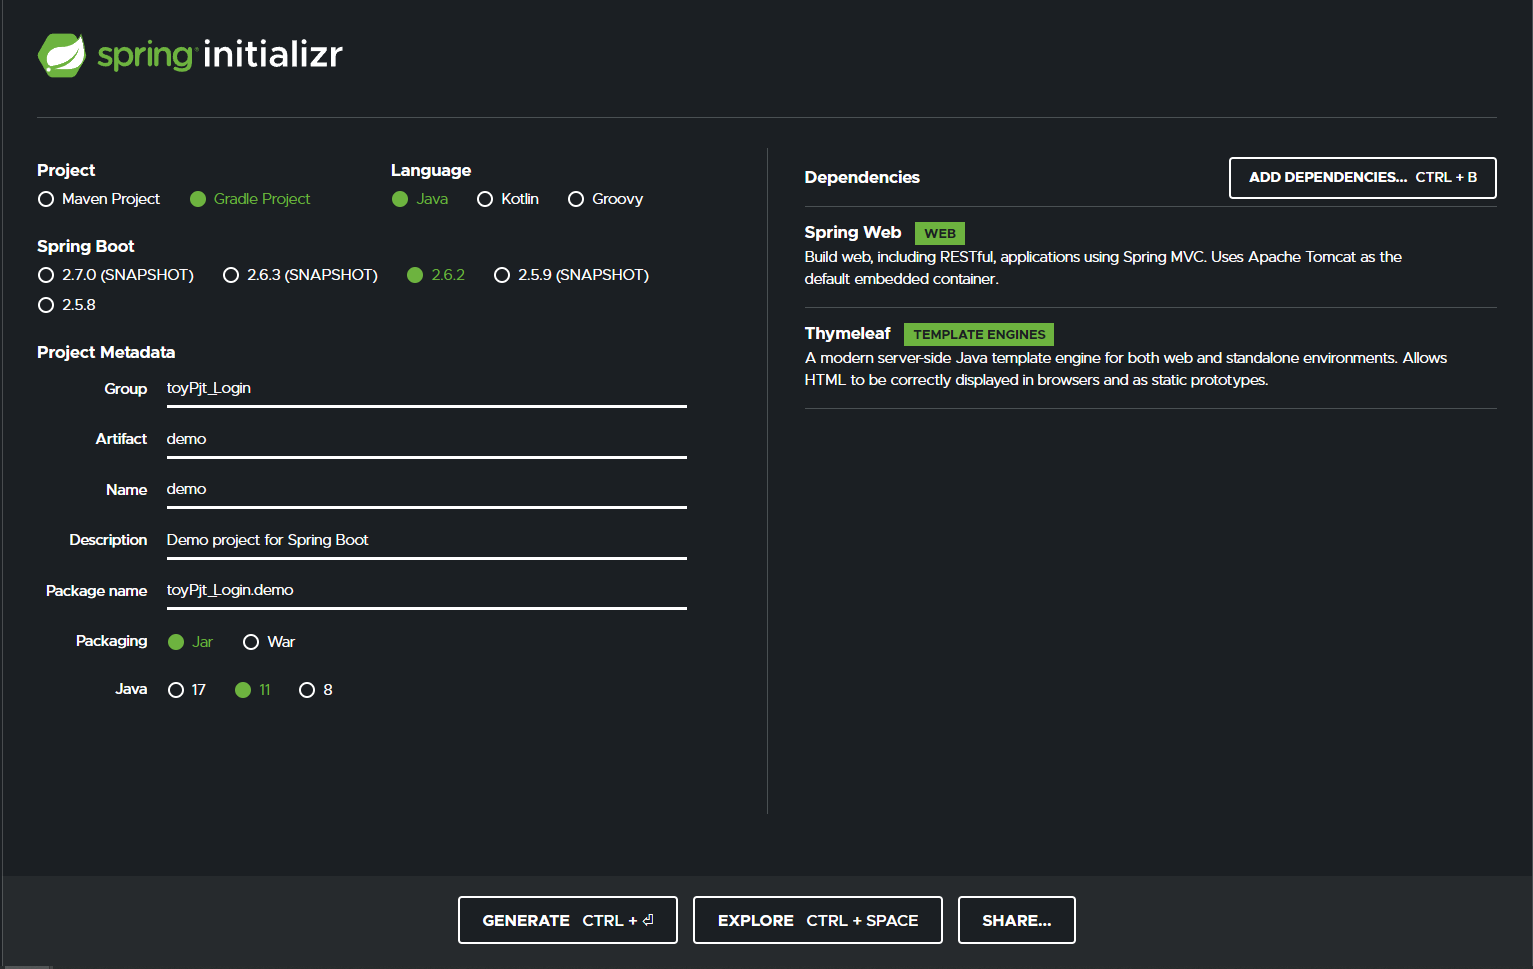 spring initializr
Project
Maven Project Gradle Project
Language
Java Kotlin Groovy
Spring Boot
2.7.0 (SNAPSHOT) 2.6.3 (SNAPSHOT) 2.6.2 2.5.9 (SNAPSHOT)
2.5.8
Project Metadata
Group toyPjt_Login
Artifact demo
Name demo
Description Demo project for Spring Boot
Package name toyPjt_Login.demo
Packaging Jar War
Java 17 11 8
Dependencies ADD DEPENDENCIES... CTRL + B
Spring Web WEB
Build web, including RESTful, applications using Spring MVC. Uses Apache Tomcat as the
default embedded container.
Thymeleaf TEMPLATE ENGINES
A modern server-side Java template engine for both web and standalone environments. Allows
HTML to be correctly displayed in browsers and as static prototypes.
GENERATE CTRL + ⏎ EXPLORE CTRL + SPACE SHARE...